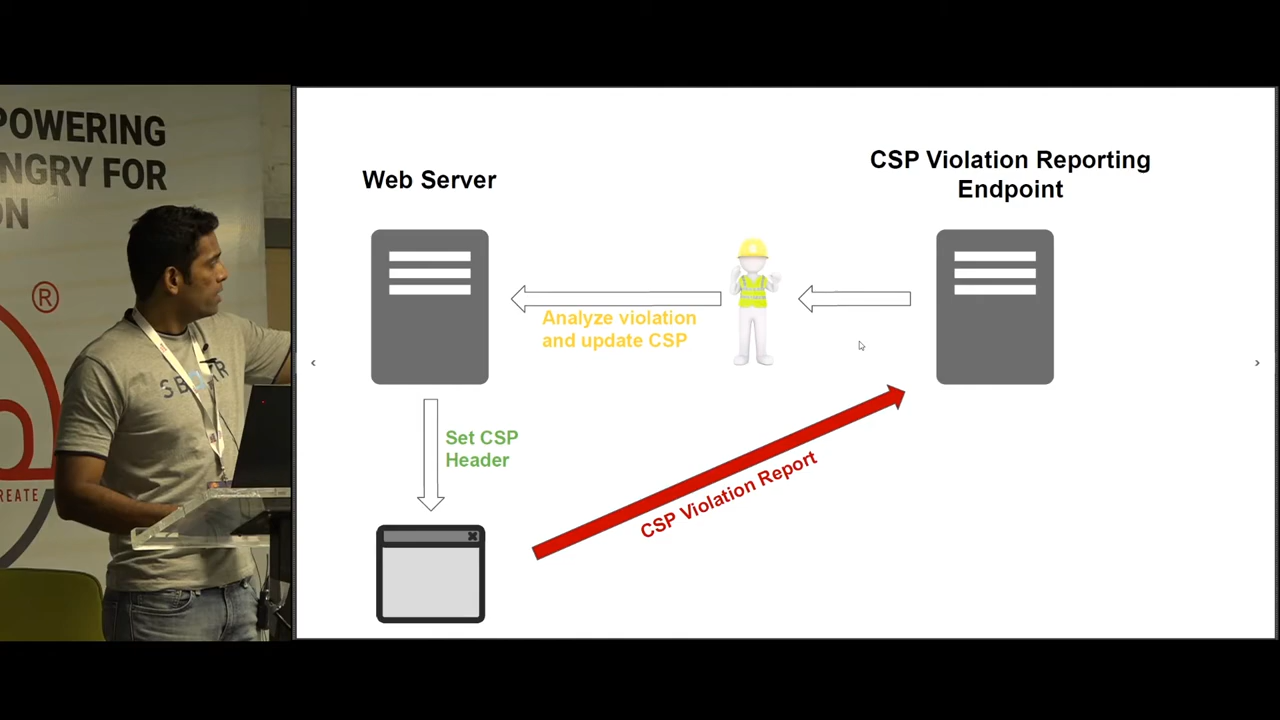 POWERING
NGRY FOR
ON
®
REATE
Web Server
CSP Violation Reporting
Endpoint
Analyze violation
and update CSP
Set CSP
Header
CSP Violation Report